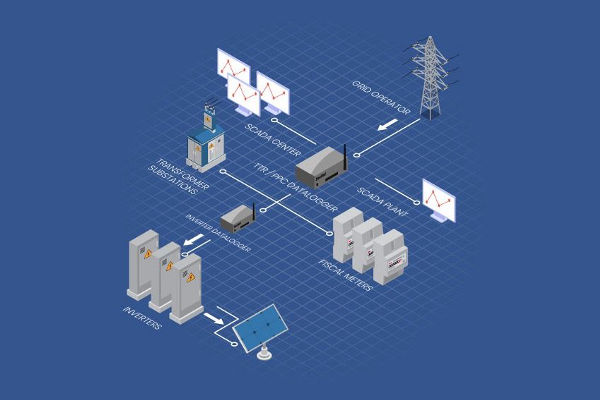 GRID OPERATOR
SCADA CENTER
TRANSFORMER
SUBSTATIONS
TTR / PPC DATALOGGER
SCADA PLANT
INVERTER DATALOGGER
FISCAL METERS
INVERTERS